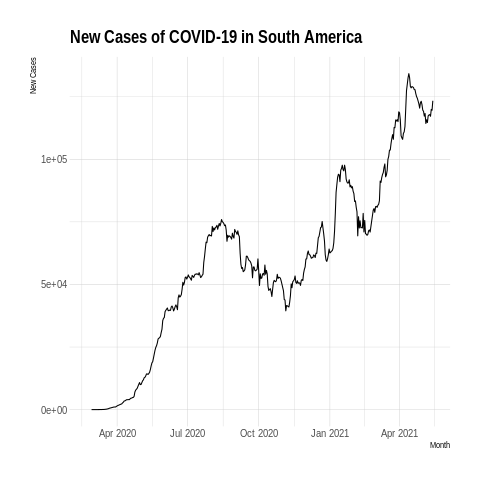 New Cases of COVID-19 in South America
New Cases
1e+05
5e+04
0e+00
Apr 2020 Jul 2020 Oct 2020 Jan 2021 Apr 2021
Month